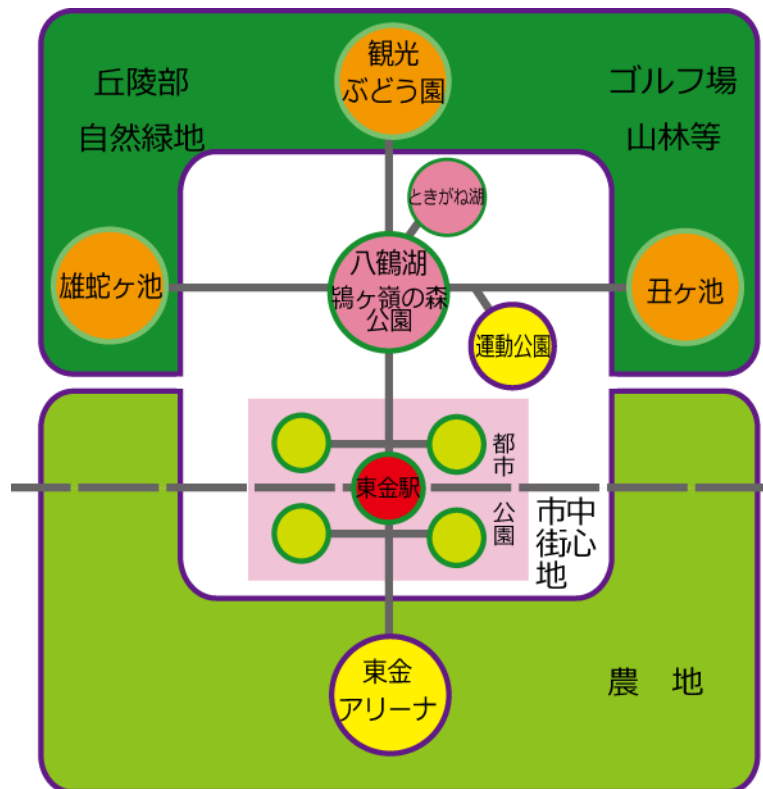 観光
ぶどう園
丘陵部
自然緑地
ゴルフ場
山林等
ときがね湖
八鶴湖
鴇ヶ嶺の森
公園
雄蛇ヶ池
丑ヶ池
運動公園
都市
公園
東金駅
中心
市街地
東金
アリーナ
農 地